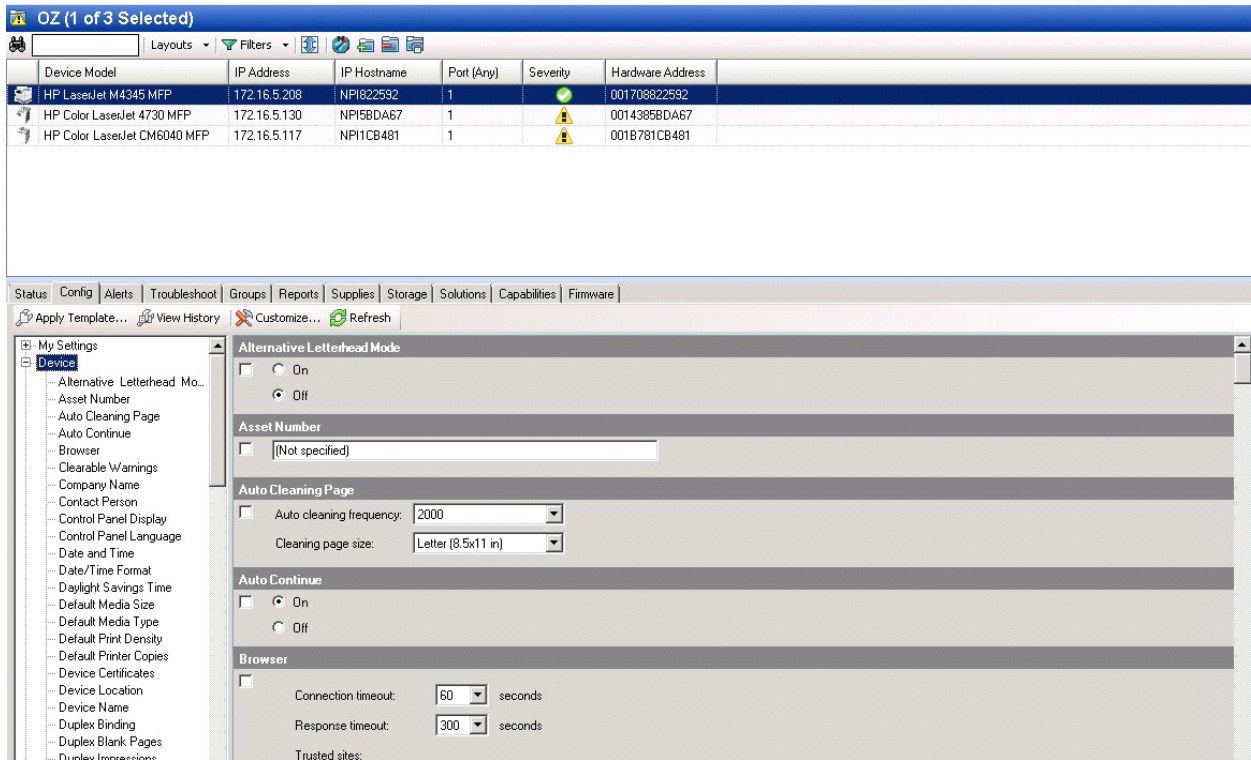 OZ (1 of 3 Selected)
Layouts Filters
Device Model IP Address IP Hostname Port (Any) Severity Hardware Address
HP LaserJet M4345 MFP 172.16.5.208 NPI822592 1 001708822592
HP Color LaserJet 4730 MFP 172.16.5.130 NPI5BDA67 1 0014385BDA67
HP Color LaserJet CM6040 MFP 172.16.5.117 NPI1CB481 1 001B781CB481
Status Config Alerts Troubleshoot Groups Reports Supplies Storage Solutions Capabilities Firmware
Apply Template... View History Customize... Refresh
My Settings
Device
Alternative Letterhead Mo...
Asset Number
Auto Cleaning Page
Auto Continue
Browser
Clearable Warnings
Company Name
Contact Person
Control Panel Display
Control Panel Language
Date and Time
Date/Time Format
Daylight Savings Time
Default Media Size
Default Media Type
Default Print Density
Default Printer Copies
Device Certificates
Device Location
Device Name
Duplex Binding
Duplex Blank Pages
Duplex Impressions
Alternative Letterhead Mode
On
Off
Asset Number
(Not specified)
Auto Cleaning Page
Auto cleaning frequency: 2000
Cleaning page size: Letter (8.5x11 in)
Auto Continue
On
Off
Browser
Connection timeout: 60 seconds
Response timeout: 300 seconds
Trusted sites: